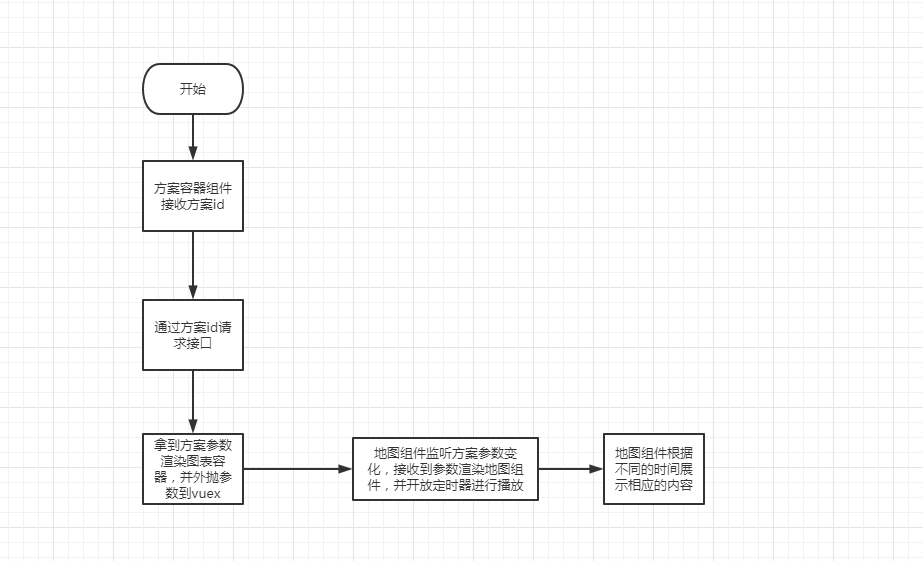 开始
方案容器组件
接收方案id
通过方案id请
求接口
拿到方案参数
渲染图表容
器，并外抛参
数到vuex
地图组件监听方案参数变
化，接收到参数渲染地图组
件，并开放定时器进行播放
地图组件根据
不同的时间展
示相应的内容